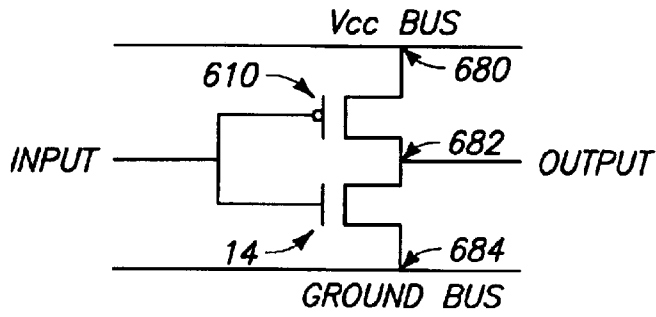 Vcc BUS
680
610
682
INPUT
OUTPUT
14
684
GROUND BUS